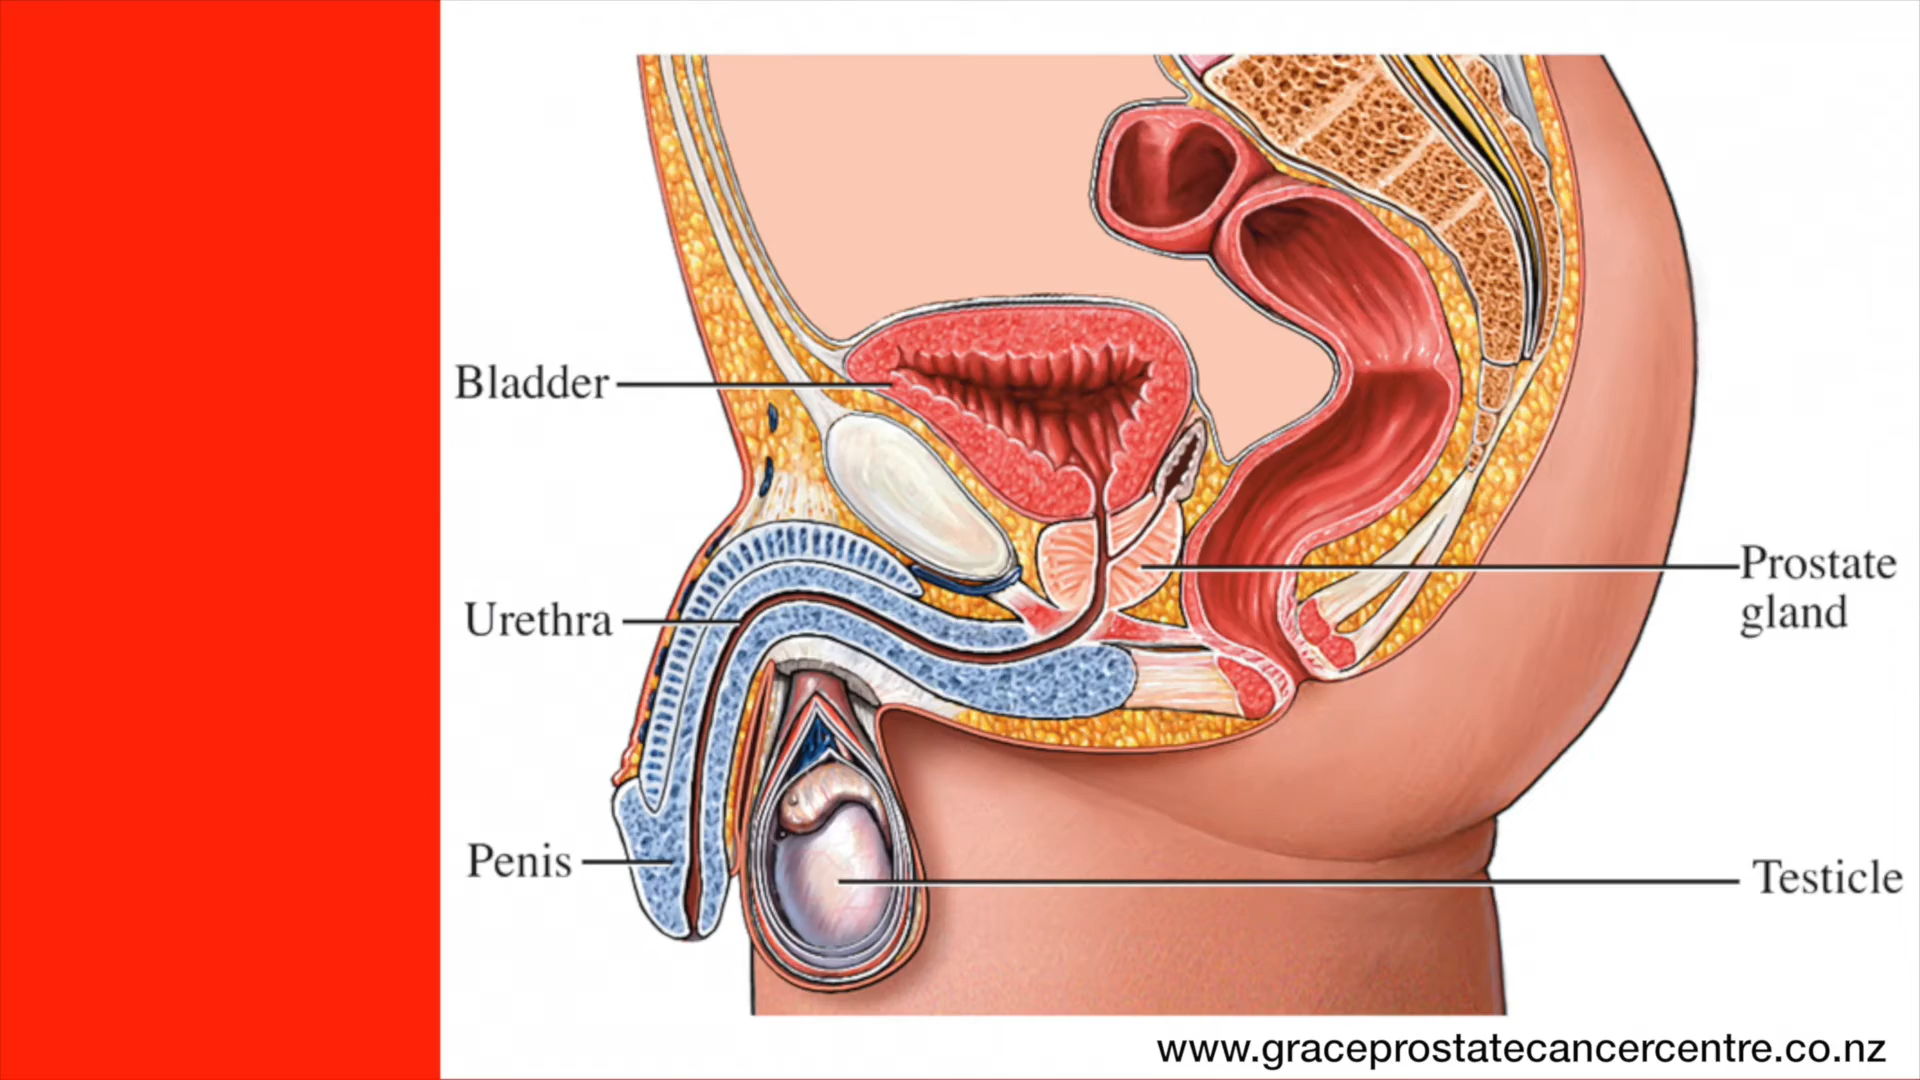 Bladder
Urethra
Penis
Prostate
gland
Testicle
www.graceprostatecancercentre.co.nz